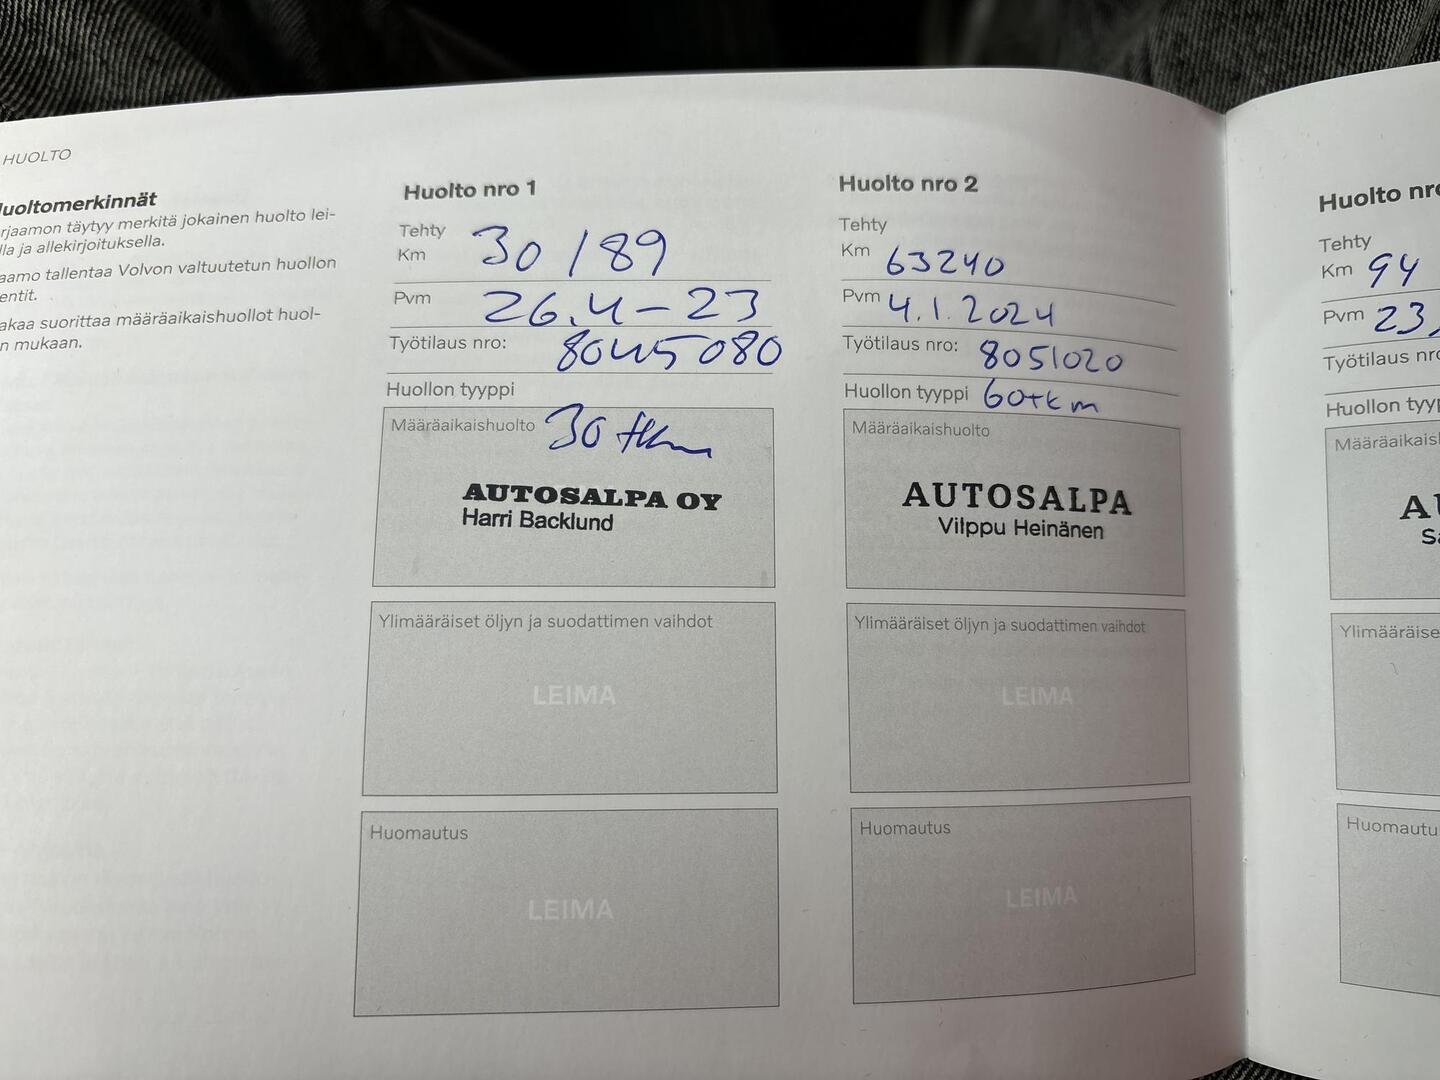 HUOLTO
uoltomerkinnät
rjaamon täytyy merkitä jokainen huolto lei-
lla ja allekirjoituksella.
aamo tallentaa Volvon valtuutetun huollon
entit.
akaa suorittaa määräaikaishuollot huol-
n mukaan.
Huolto nro 1
Tehty
Km 30 189
Pvm 26.4-23
Työtilaus nro: 8045080
Huollon tyyppi
Määräaikaishuolto 30 tkm
AUTOSALPA OY
Harri Backlund
Ylimääräiset öljyn ja suodattimen vaihdot
LEIMA
Huomautus
LEIMA
Huolto nro 2
Tehty
Km 63240
Pvm 4.1.2024
Työtilaus nro: 8051020
Huollon tyyppi 60tkm
Määräaikaishuolto
AUTOSALPA
Vilppu Heinänen
Ylimääräiset öljyn ja suodattimen vaihdot
LEIMA
Huomautus
LEIMA
Huolto nro
Tehty
Km 94
Pvm 23
Työtilaus nro
Huollon tyyp
Määräaikaish
AU
Sa
Ylimääräise
Huomautu